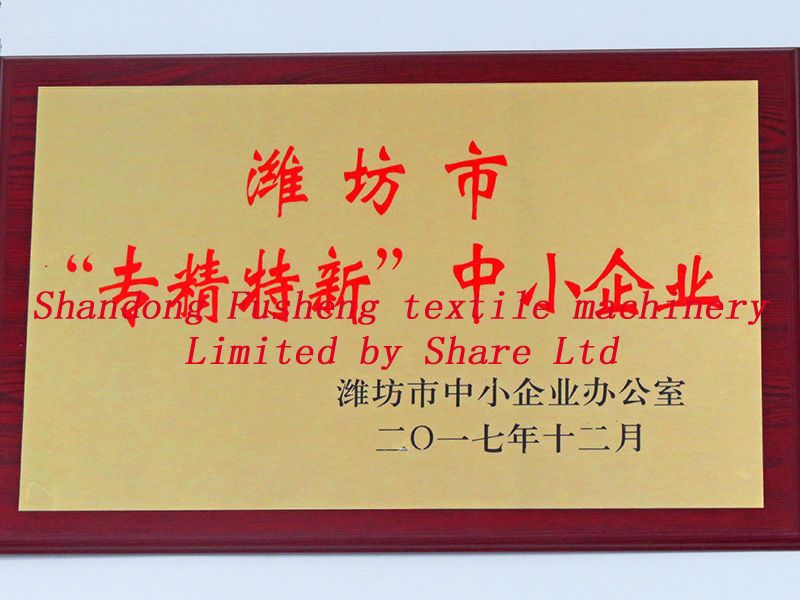 潍坊市
“专精特新”中小企业
Shandong Fusheng textile machinery
Limited by Share Ltd
潍坊市中小企业办公室
二〇一七年十二月